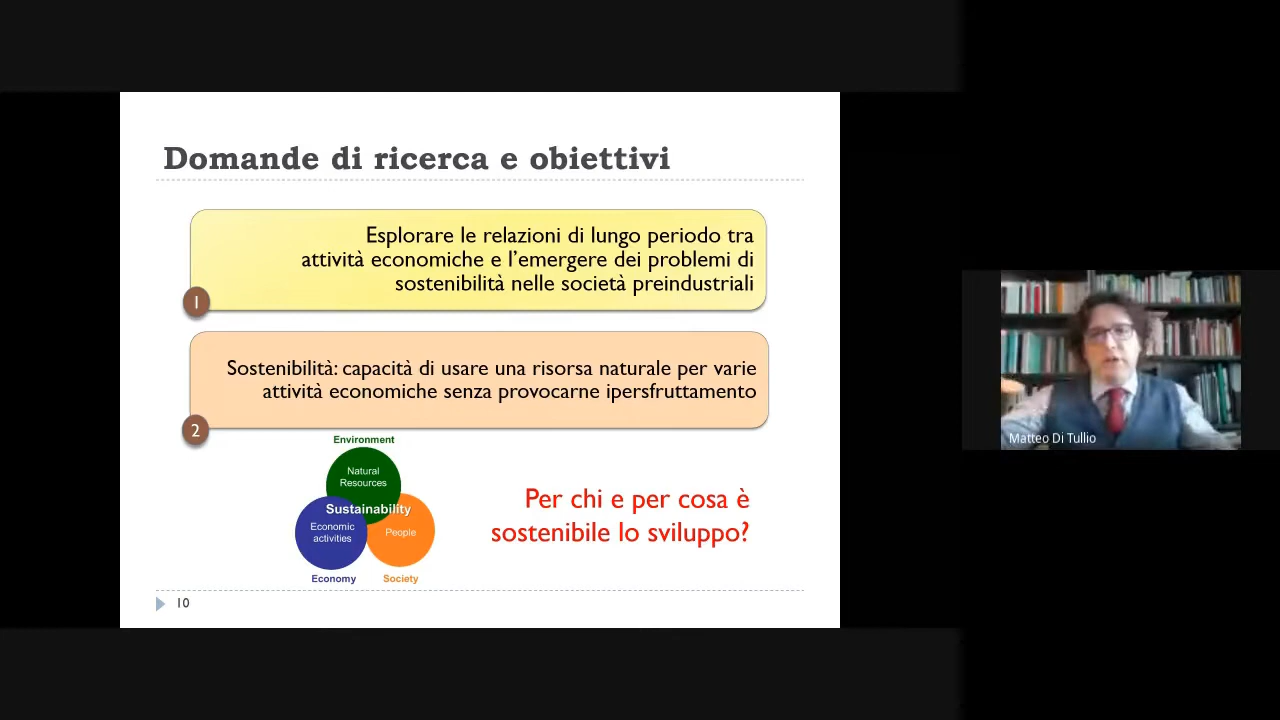 Domande di ricerca e obiettivi
Esplorare le relazioni di lungo periodo tra
attività economiche e l’emergere dei problemi di
sostenibilità nelle società preindustriali
1
Sostenibilità: capacità di usare una risorsa naturale per varie
attività economiche senza provocarne ipersfruttamento
2
Environment
Natural
Resources
Sustainability
Economic
activities
People
Economy
Society
Per chi e per cosa è
sostenibile lo sviluppo?
10
Matteo Di Tullio